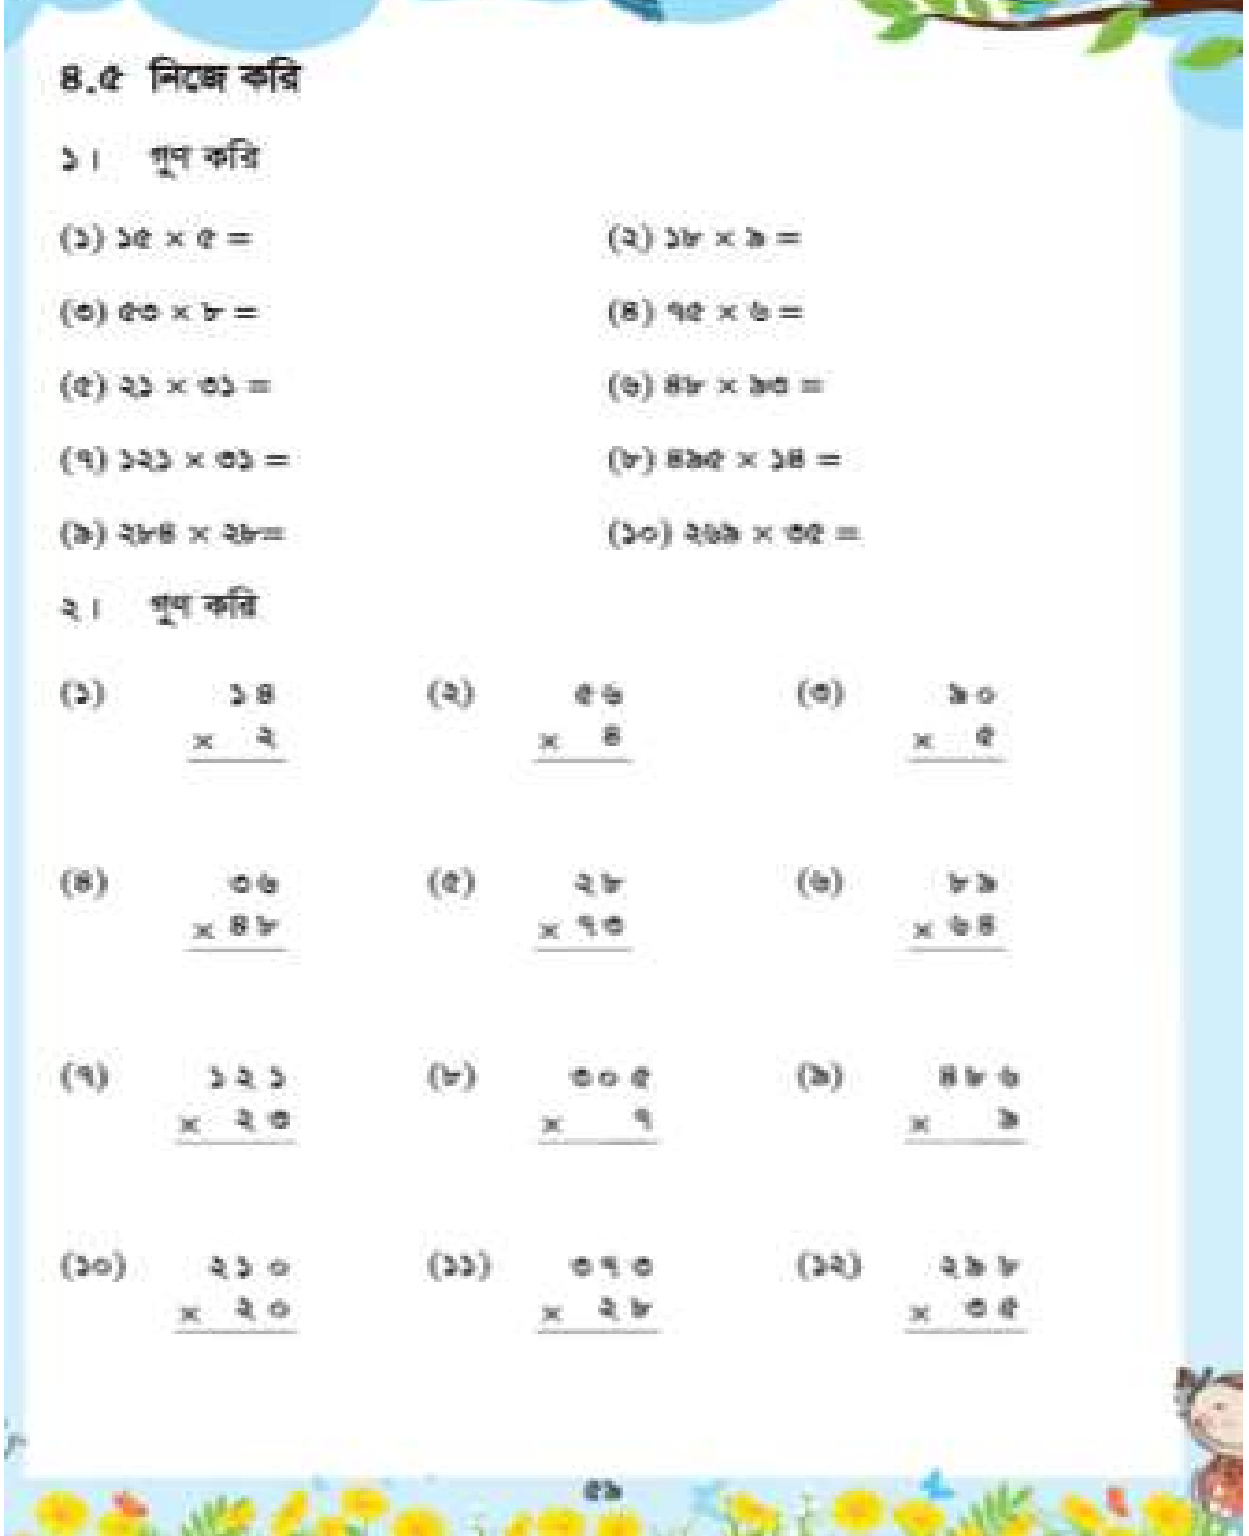 ৪.৫ নিজে করি
১। গুণ করি
(১) ১৫ × ৫ = (২) ১৮ × ৯ =
(৩) ৫৩ × ৮ = (৪) ৭৫ × ৬ =
(৫) ২১ × ৩১ = (৬) ৪৮ × ৯৩ =
(৭) ১২১ × ৩১ = (৮) ৪৯৫ × ১৪ =
(৯) ২৮৪ × ২৮= (১০) ২৬৯ × ৩৫ =
২। গুণ করি
(১) ১৪ (২) ৫৬ (৩) ৯০
× ২ × ৪ × ৫
(৪) ৩৬ (৫) ২৮ (৬) ৮৯
× ৪৮ × ৭৩ × ৬৪
(৭) ১২১ (৮) ৩০৫ (৯) ৪৮৬
× ২৩ × ৭ × ৯
(১০) ২১০ (১১) ৩৭৩ (১২) ২৯৮
× ২০ × ২৮ × ৩৫
৫৯